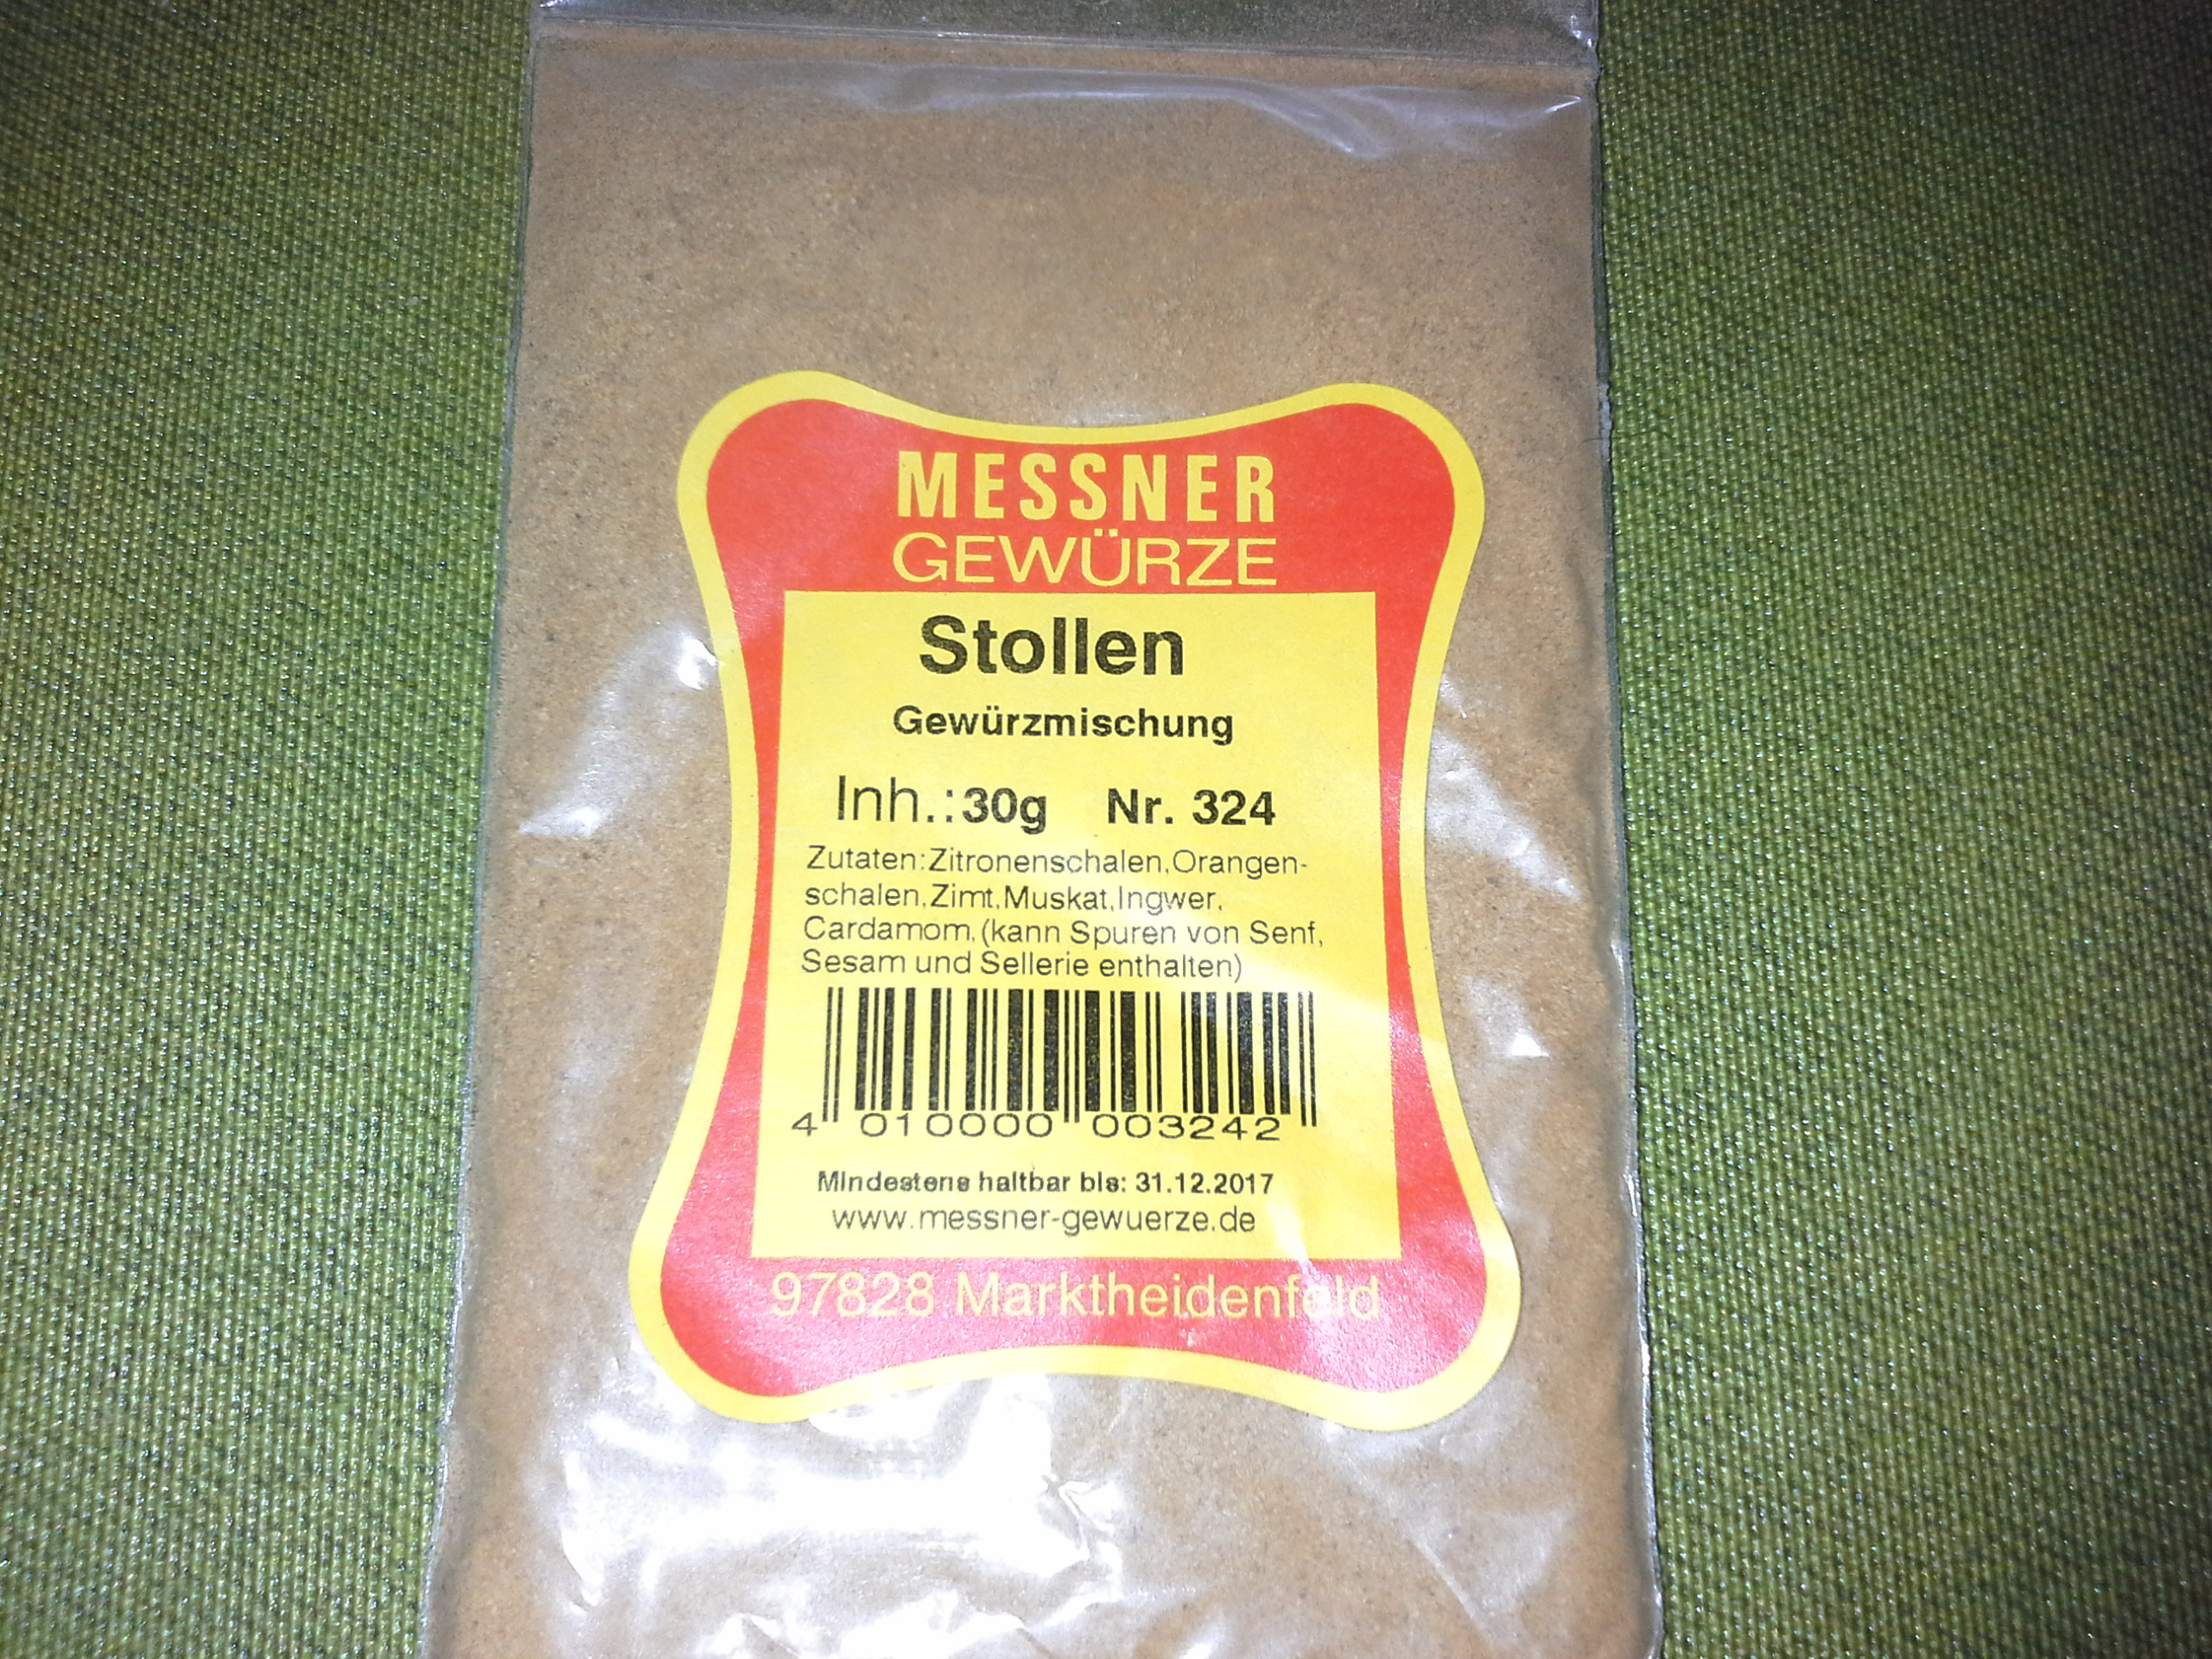 MESSNER
GEWÜRZE
Stollen
Gewürzmischung
Inh.:30g Nr. 324
Zutaten:Zitronenschalen,Orangen-
schalen,Zimt,Muskat,Ingwer,
Cardamom,(kann Spuren von Senf,
Sesam und Sellerie enthalten)
4 010000 003242
Mindestens haltbar bis: 31.12.2017
www.messner-gewuerze.de
97828 Marktheidenfeld